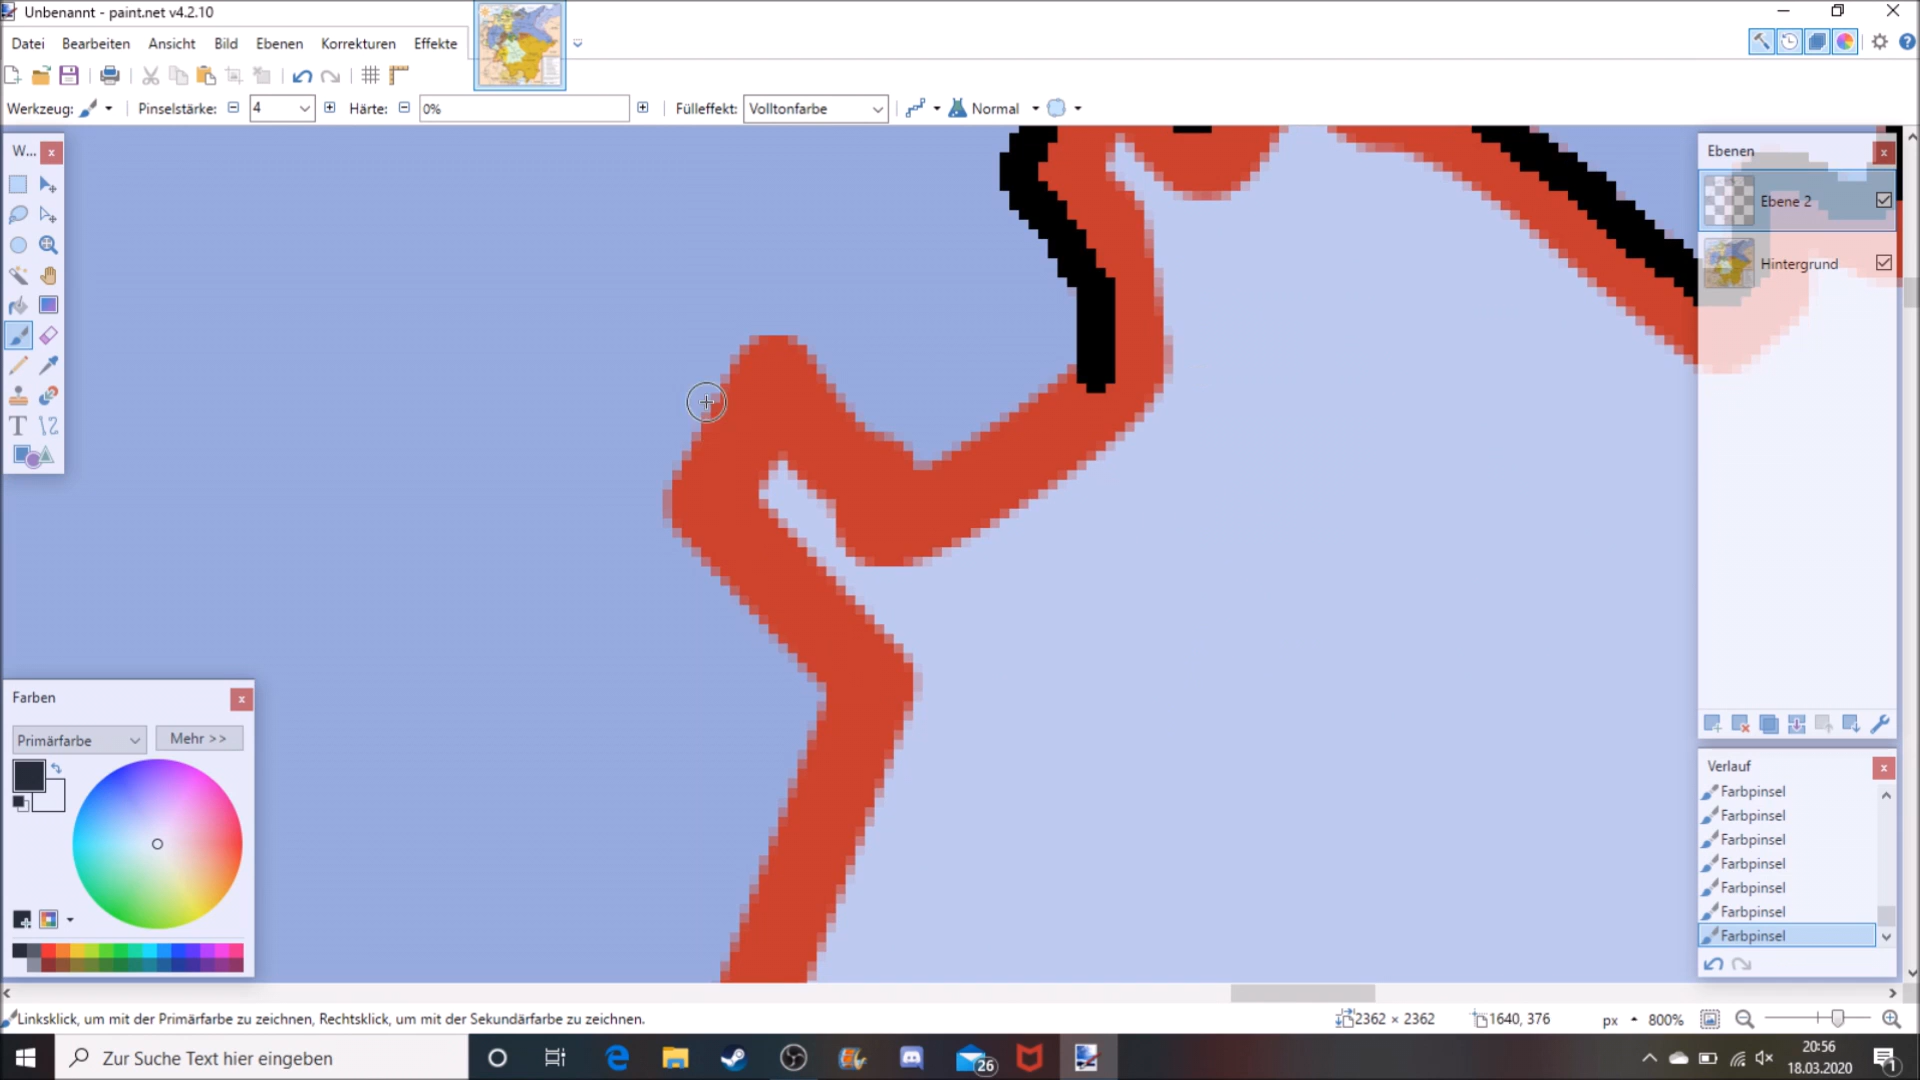 Unbenannt - paint.net v4.2.10
Datei Bearbeiten Ansicht Bild Ebenen Korrekturen Effekte
Werkzeug: Pinselstärke: 4 Härte: 0% Fülleffekt: Volltonfarbe Normal
W...
Ebenen
Ebene 2
Hintergrund
Farben
Primärfarbe Mehr >>
Verlauf
Farbpinsel
Farbpinsel
Farbpinsel
Farbpinsel
Farbpinsel
Farbpinsel
Farbpinsel
Linksklick, um mit der Primärfarbe zu zeichnen, Rechtsklick, um mit der Sekundärfarbe zu zeichnen. 2362 × 2362 1640, 376 px 800%
Zur Suche Text hier eingeben 26 20:56
18.03.2020 1